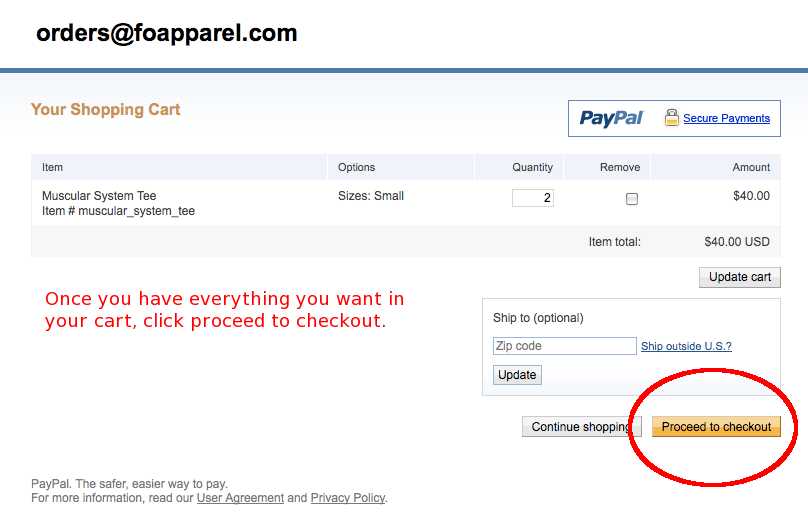 orders@foapparel.com
Your Shopping Cart
PayPal Secure Payments
Item Options Quantity Remove Amount
Muscular System Tee Sizes: Small 2 $40.00
Item # muscular_system_tee
Item total: $40.00 USD
Update cart
Once you have everything you want in
your cart, click proceed to checkout.
Ship to (optional)
Zip code Ship outside U.S.?
Update
Continue shopping Proceed to checkout
PayPal. The safer, easier way to pay.
For more information, read our User Agreement and Privacy Policy.